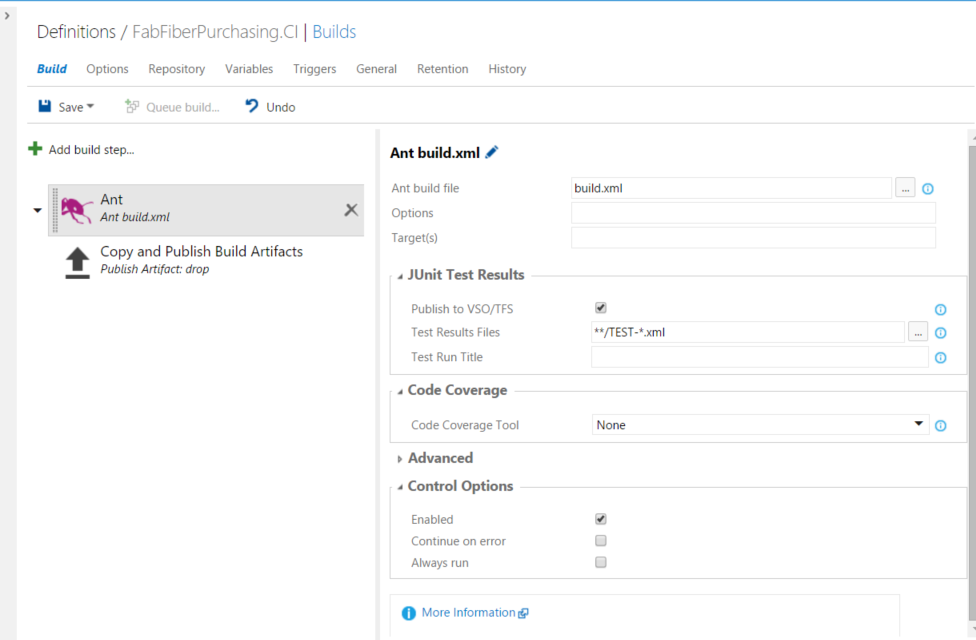 Definitions / FabFiberPurchasing.CI | Builds
Build Options Repository Variables Triggers General Retention History
Save Queue build... Undo
Add build step...
Ant
Ant build.xml
Copy and Publish Build Artifacts
Publish Artifact: drop
Ant build.xml
Ant build file build.xml ...
Options
Target(s)
JUnit Test Results
Publish to VSO/TFS
Test Results Files **/TEST-*.xml ...
Test Run Title
Code Coverage
Code Coverage Tool None
Advanced
Control Options
Enabled
Continue on error
Always run
More Information